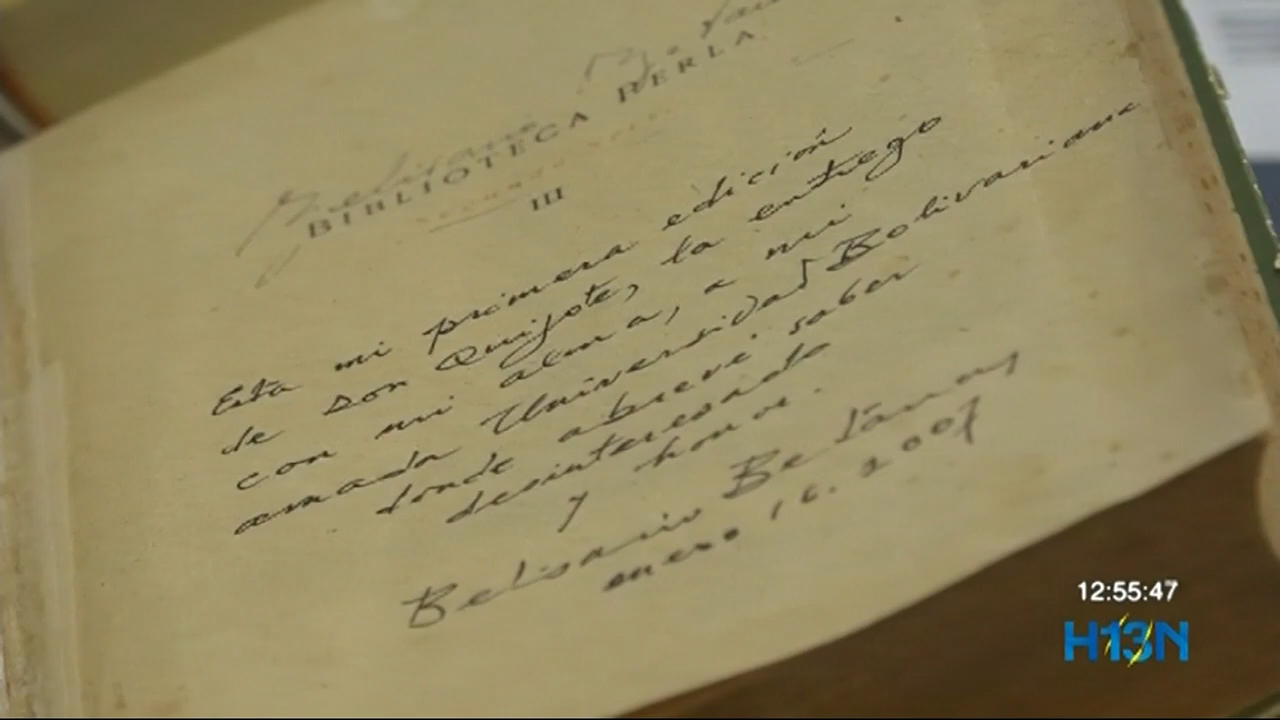 BIBLIOTECA PERLA
III
Esta mi primera edición
de Don Quijote, la entrego
con mi alma, a mi
amada Universidad Bolivariana
donde abreve saber
desinteresado
y honor.
Belisario Betancur
enero 16. 2007
12:55:47
H13N